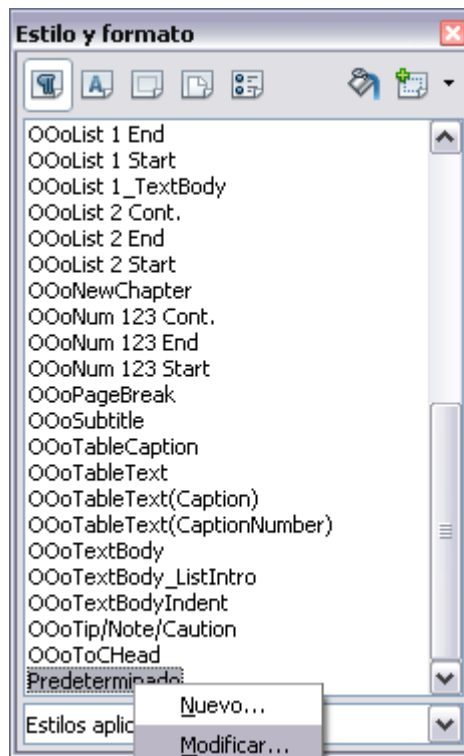 Estilo y formato
OOoList 1 End
OOoList 1 Start
OOoList 1_TextBody
OOoList 2 Cont.
OOoList 2 End
OOoList 2 Start
OOoNewChapter
OOoNum 123 Cont.
OOoNum 123 End
OOoNum 123 Start
OOoPageBreak
OOoSubtitle
OOoTableCaption
OOoTableText
OOoTableText(Caption)
OOoTableText(CaptionNumber)
OOoTextBody
OOoTextBody_ListIntro
OOoTextBodyIndent
OOoTip/Note/Caution
OOoToCHead
Predeterminado
Nuevo...
Estilos aplic
Modificar...